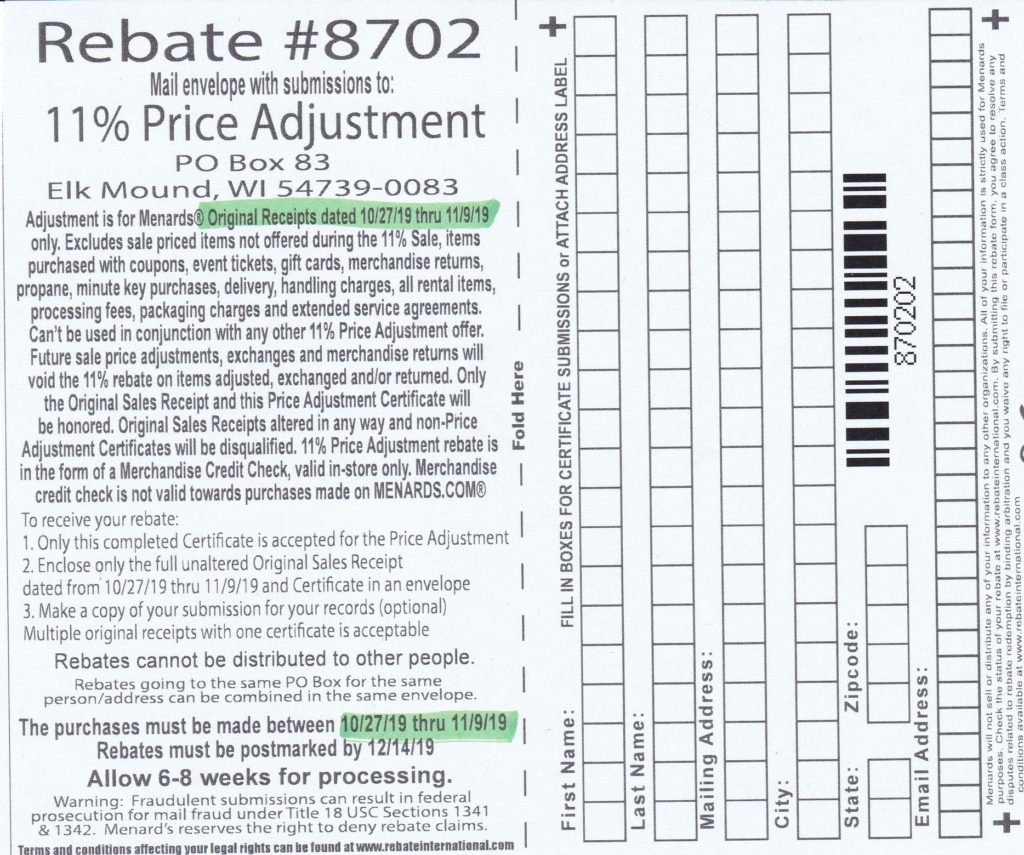 Rebate #8702
Mail envelope with submissions to:
11% Price Adjustment
PO Box 83
Elk Mound, WI 54739-0083
Adjustment is for Menards® Original Receipts dated 10/27/19 thru 11/9/19
only. Excludes sale priced items not offered during the 11% Sale, items
purchased with coupons, event tickets, gift cards, merchandise returns,
propane, minute key purchases, delivery, handling charges, all rental items,
processing fees, packaging charges and extended service agreements.
Can't be used in conjunction with any other 11% Price Adjustment offer.
Future sale price adjustments, exchanges and merchandise returns will
void the 11% rebate on items adjusted, exchanged and/or returned. Only
the Original Sales Receipt and this Price Adjustment Certificate will
be honored. Original Sales Receipts altered in any way and non-Price
Adjustment Certificates will be disqualified. 11% Price Adjustment rebate is
in the form of a Merchandise Credit Check, valid in-store only. Merchandise
credit check is not valid towards purchases made on MENARDS.COM®
To receive your rebate:
1. Only this completed Certificate is accepted for the Price Adjustment
2. Enclose only the full unaltered Original Sales Receipt
dated from 10/27/19 thru 11/9/19 and Certificate in an envelope
3. Make a copy of your submission for your records (optional)
Multiple original receipts with one certificate is acceptable
Rebates cannot be distributed to other people.
Rebates going to the same PO Box for the same
person/address can be combined in the same envelope.
The purchases must be made between 10/27/19 thru 11/9/19
Rebates must be postmarked by 12/14/19
Allow 6-8 weeks for processing.
Warning: Fraudulent submissions can result in federal
prosecution for mail fraud under Title 18 USC Sections 1341
& 1342. Menard's reserves the right to deny rebate claims.
Terms and conditions affecting your legal rights can be found at www.rebateinternational.com
Fold Here
FILL IN BOXES FOR CERTIFICATE SUBMISSIONS or ATTACH ADDRESS LABEL
First Name:
Last Name:
Mailing Address:
City:
State:
Zipcode:
870202
Email Address:
Menards will not sell or distribute any of your information to any other organizations. All of your information is strictly used for Menards
purposes. Check the status of your rebate at www.rebateinternational.com. By submitting this rebate form, you agree to resolve any
disputes related to rebate redemption by binding arbitration and you waive any right to file or participate in a class action. Terms and
conditions available at www.rebateinternational.com